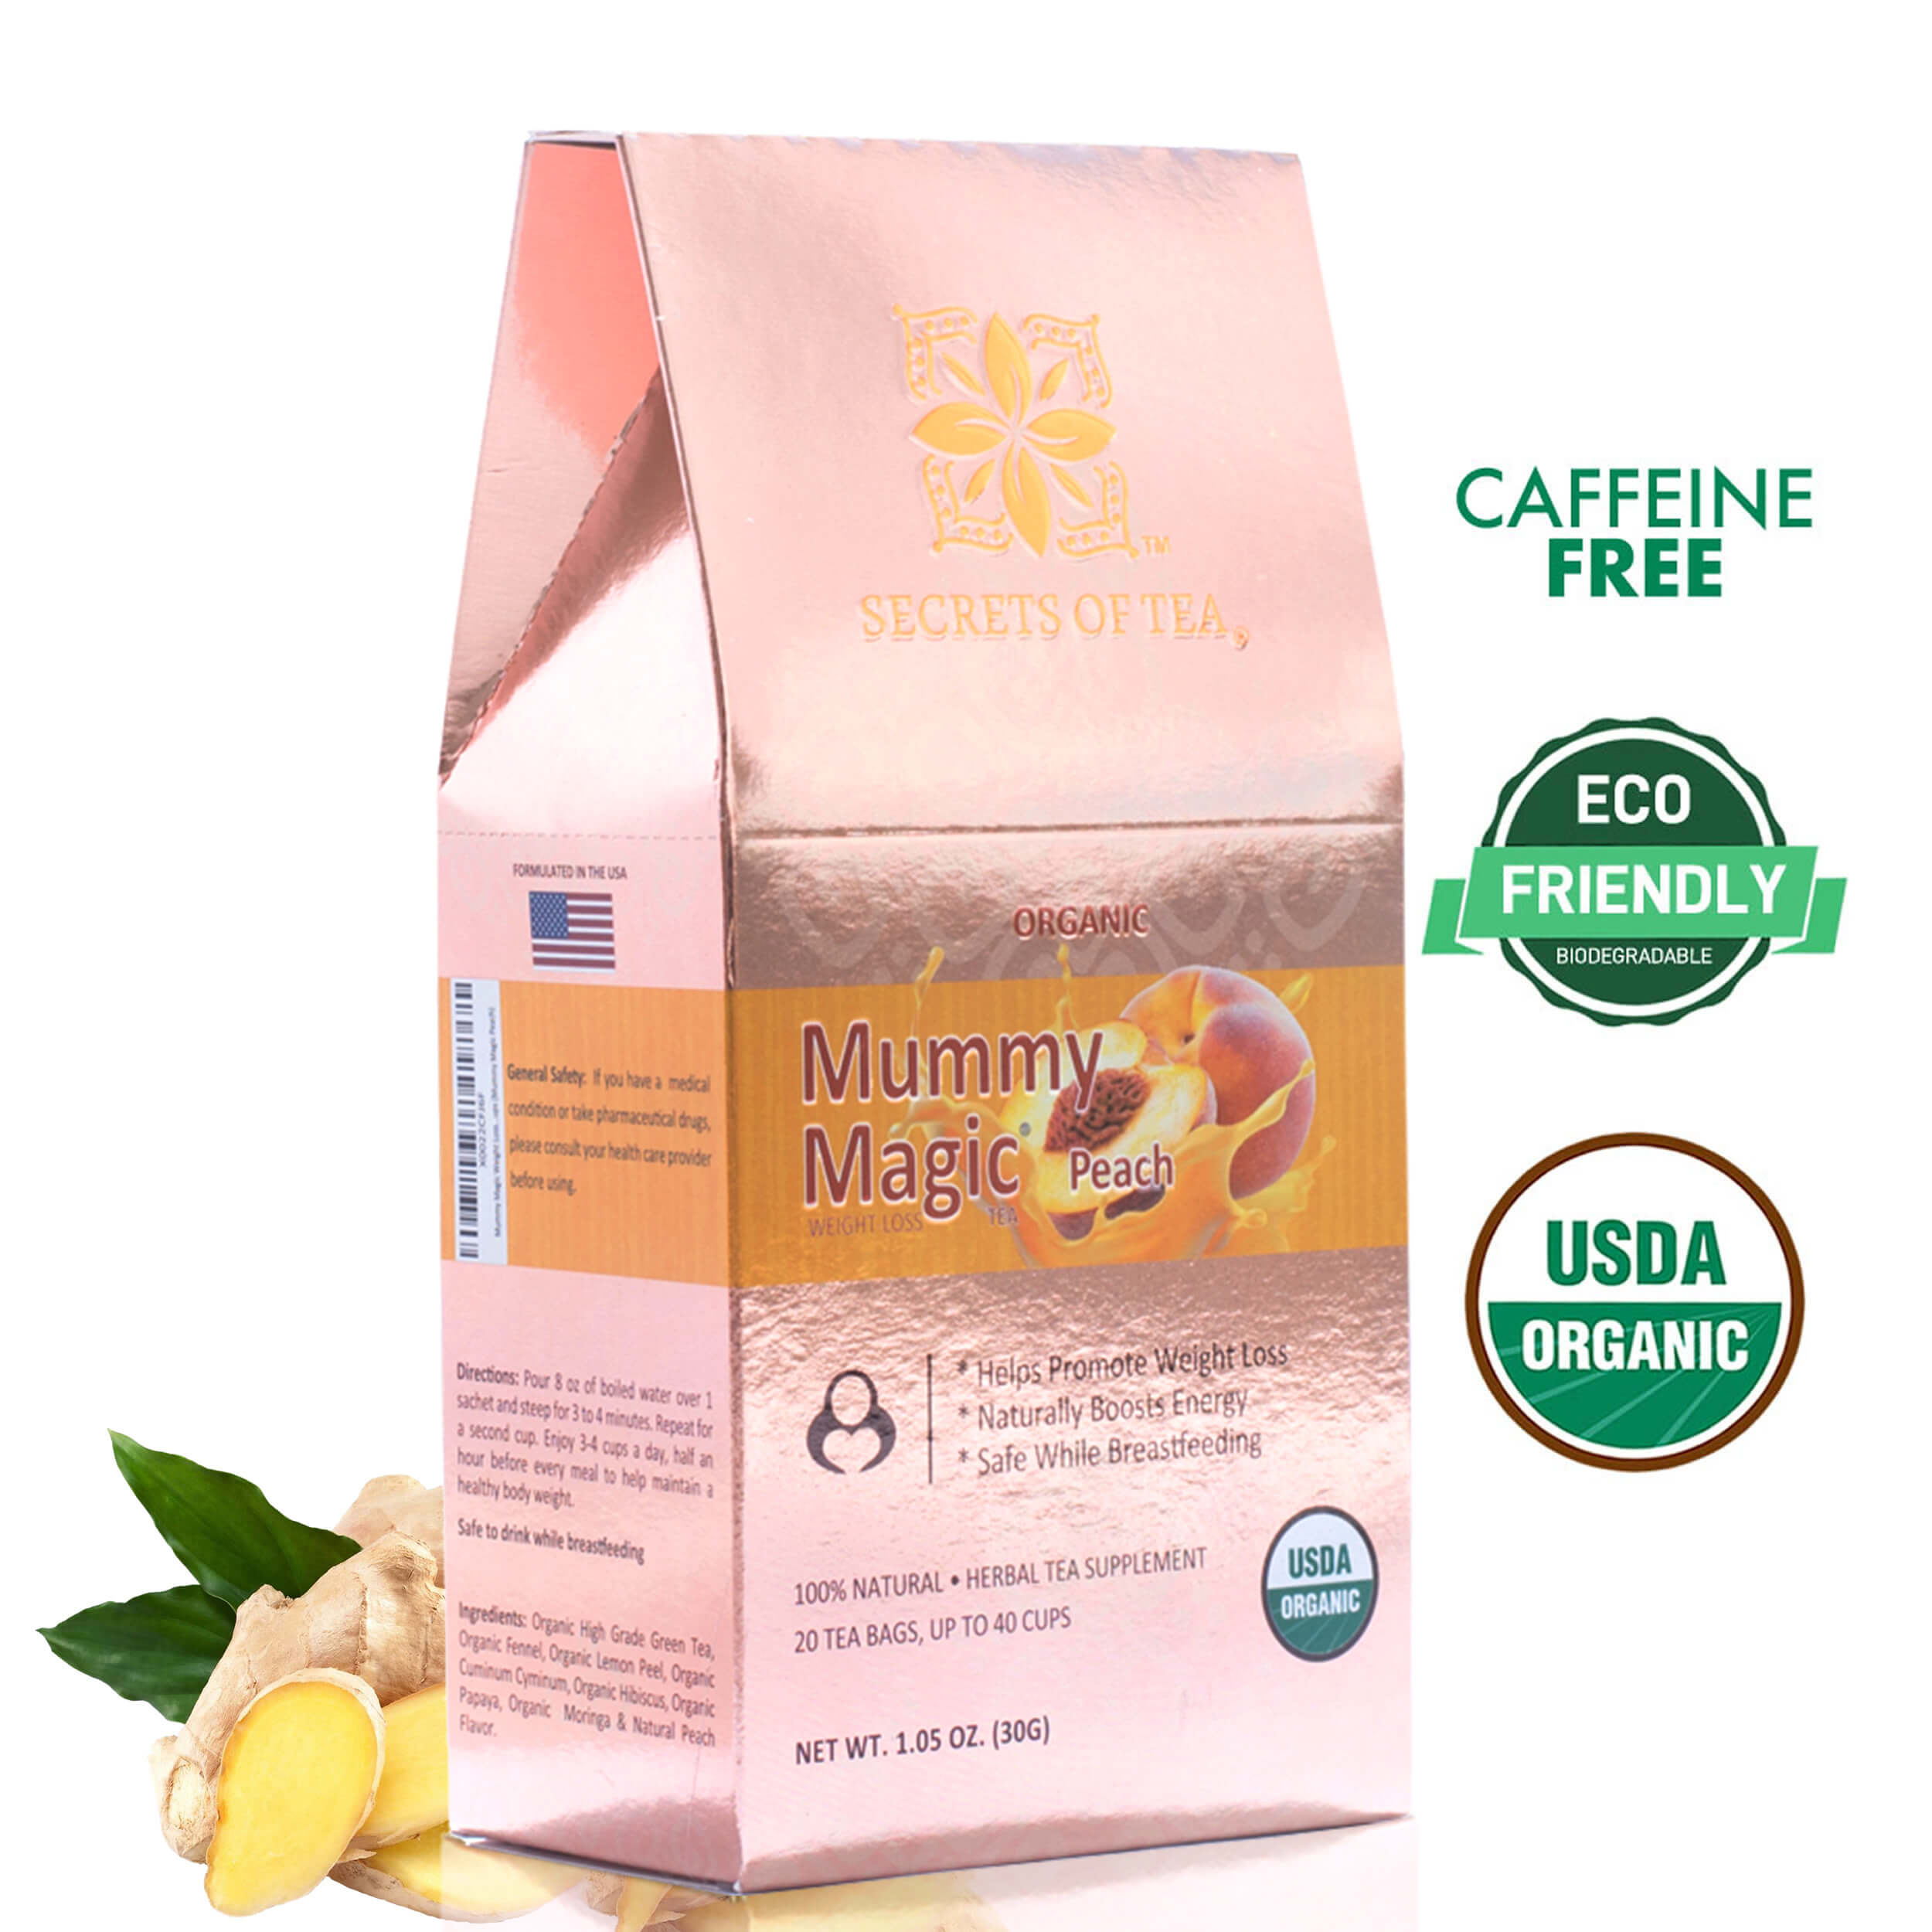 TM
SECRETS OF TEA
FORMULATED IN THE USA
General Safety: If you have a medical
condition or take pharmaceutical drugs,
please consult your health care provider
before using.
Directions: Pour 8 oz of boiled water over 1
sachet and steep for 3 to 4 minutes. Repeat for
a second cup. Enjoy 3-4 cups a day, half an
hour before every meal to help maintain a
healthy body weight.
Safe to drink while breastfeeding
Ingredients: Organic High Grade Green Tea,
Organic Fennel, Organic Lemon Peel, Organic
Cuminum Cyminum, Organic Hibiscus, Organic
Papaya, Organic Moringa & Natural Peach
Flavor.
ORGANIC
Mummy
Magic® Peach
WEIGHT LOSS TEA
* Helps Promote Weight Loss
* Naturally Boosts Energy
* Safe While Breastfeeding
100% NATURAL • HERBAL TEA SUPPLEMENT
20 TEA BAGS, UP TO 40 CUPS
USDA
ORGANIC
NET WT. 1.05 OZ. (30G)
CAFFEINE
FREE
ECO
FRIENDLY
BIODEGRADABLE
USDA
ORGANIC